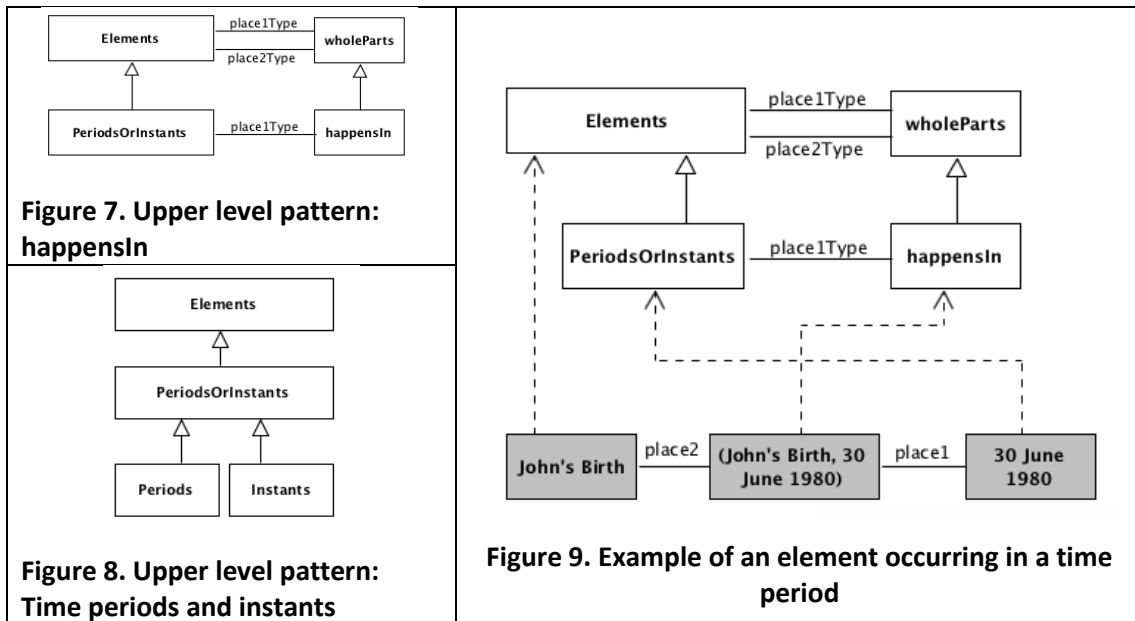 place1Type
Elements
wholeParts
place2Type
PeriodsOrInstants
place1Type
happensIn
Figure 7. Upper level pattern:
happensIn
Elements
PeriodsOrInstants
Periods
Instants
Figure 8. Upper level pattern:
Time periods and instants
place1Type
Elements
wholeParts
place2Type
PeriodsOrInstants
place1Type
happensIn
John's Birth
place2
(John's Birth, 30
June 1980)
place1
30 June
1980
Figure 9. Example of an element occurring in a time
period